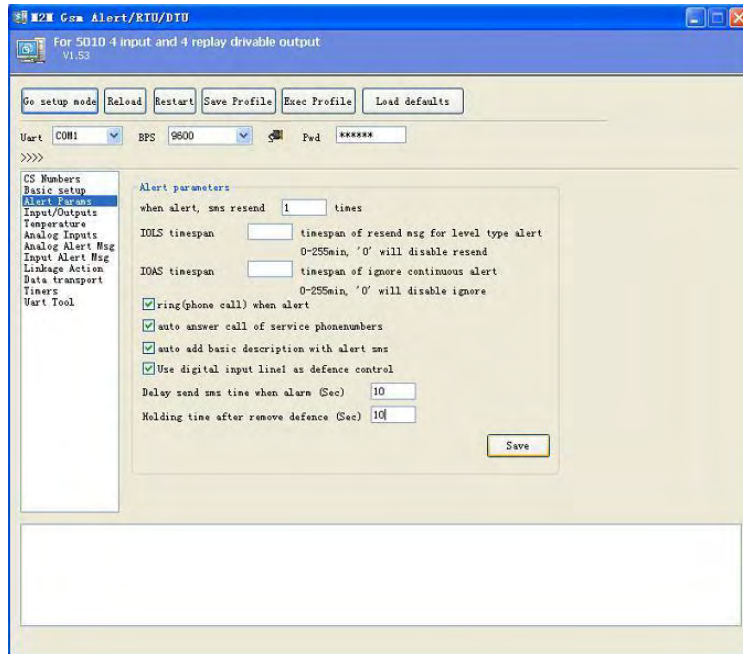 M2M Gsm Alert/RTU/DTU
For 5010 4 input and 4 replay drivable output
V1.53
Go setup mode Reload Restart Save Profile Exec Profile Load defaults
Uart COM1 BPS 9600 Pwd ******
>>>>
CS Numbers
Basic setup
Alert Params
Input/Outputs
Temperature
Analog Inputs
Analog Alert Msg
Input Alert Msg
Linkage Action
Data transport
Timers
Uart Tool
Alert parameters
when alert, sms resend 1 times
IOLS timespan timespan of resend msg for level type alert
0-255min, '0' will disable resend
IOAS timespan timespan of ignore continuous alert
0-255min, '0' will disable ignore
ring(phone call) when alert
auto answer call of service phonenumbers
auto add basic description with alert sms
Use digital input line1 as defence control
Delay send sms time when alarm (Sec) 10
Holding time after remove defence (Sec) 10
Save